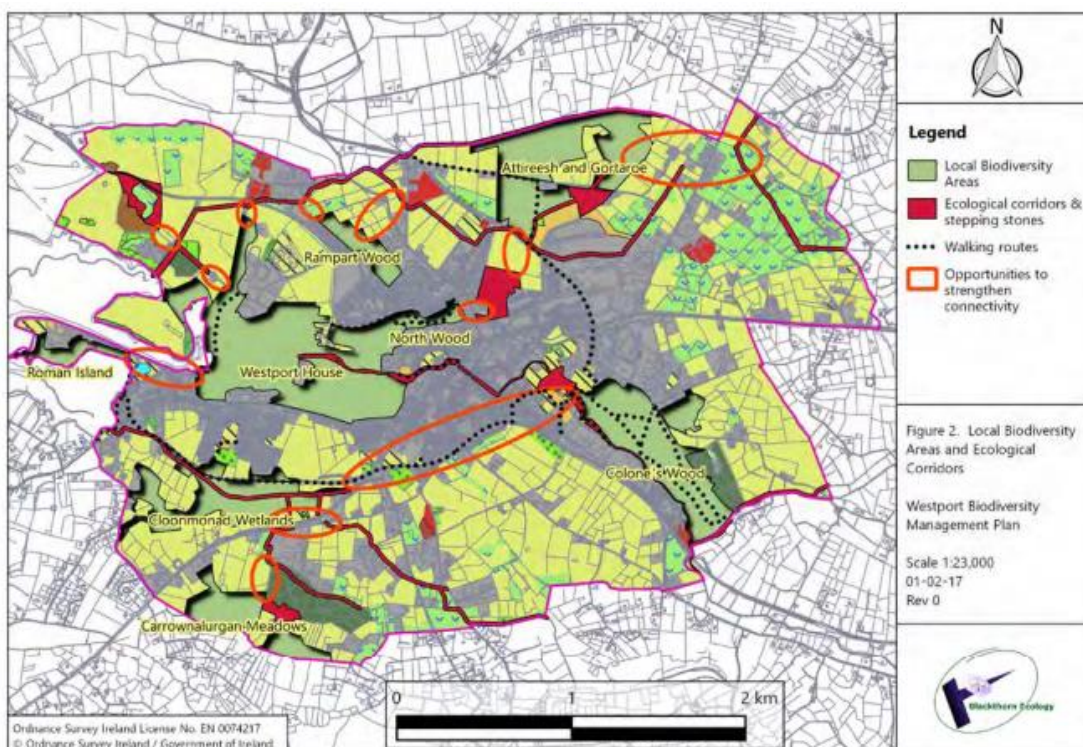 Attireesh and Gortaroe
Rampart Wood
North Wood
Roman Island
Westport House
Colone's Wood
Cloonmonad Wetlands
Carrownalurgan Meadows
0 1 2 km
Ordnance Survey Ireland License No. EN 0074217
© Ordnance Survey Ireland / Government of Ireland
N
Legend
Local Biodiversity
Areas
Ecological corridors &
stepping stones
Walking routes
Opportunities to
strengthen
connectivity
Figure 2. Local Biodiversity
Areas and Ecological
Corridors
Westport Biodiversity
Management Plan
Scale 1:23,000
01-02-17
Rev 0
Blackthorn Ecology